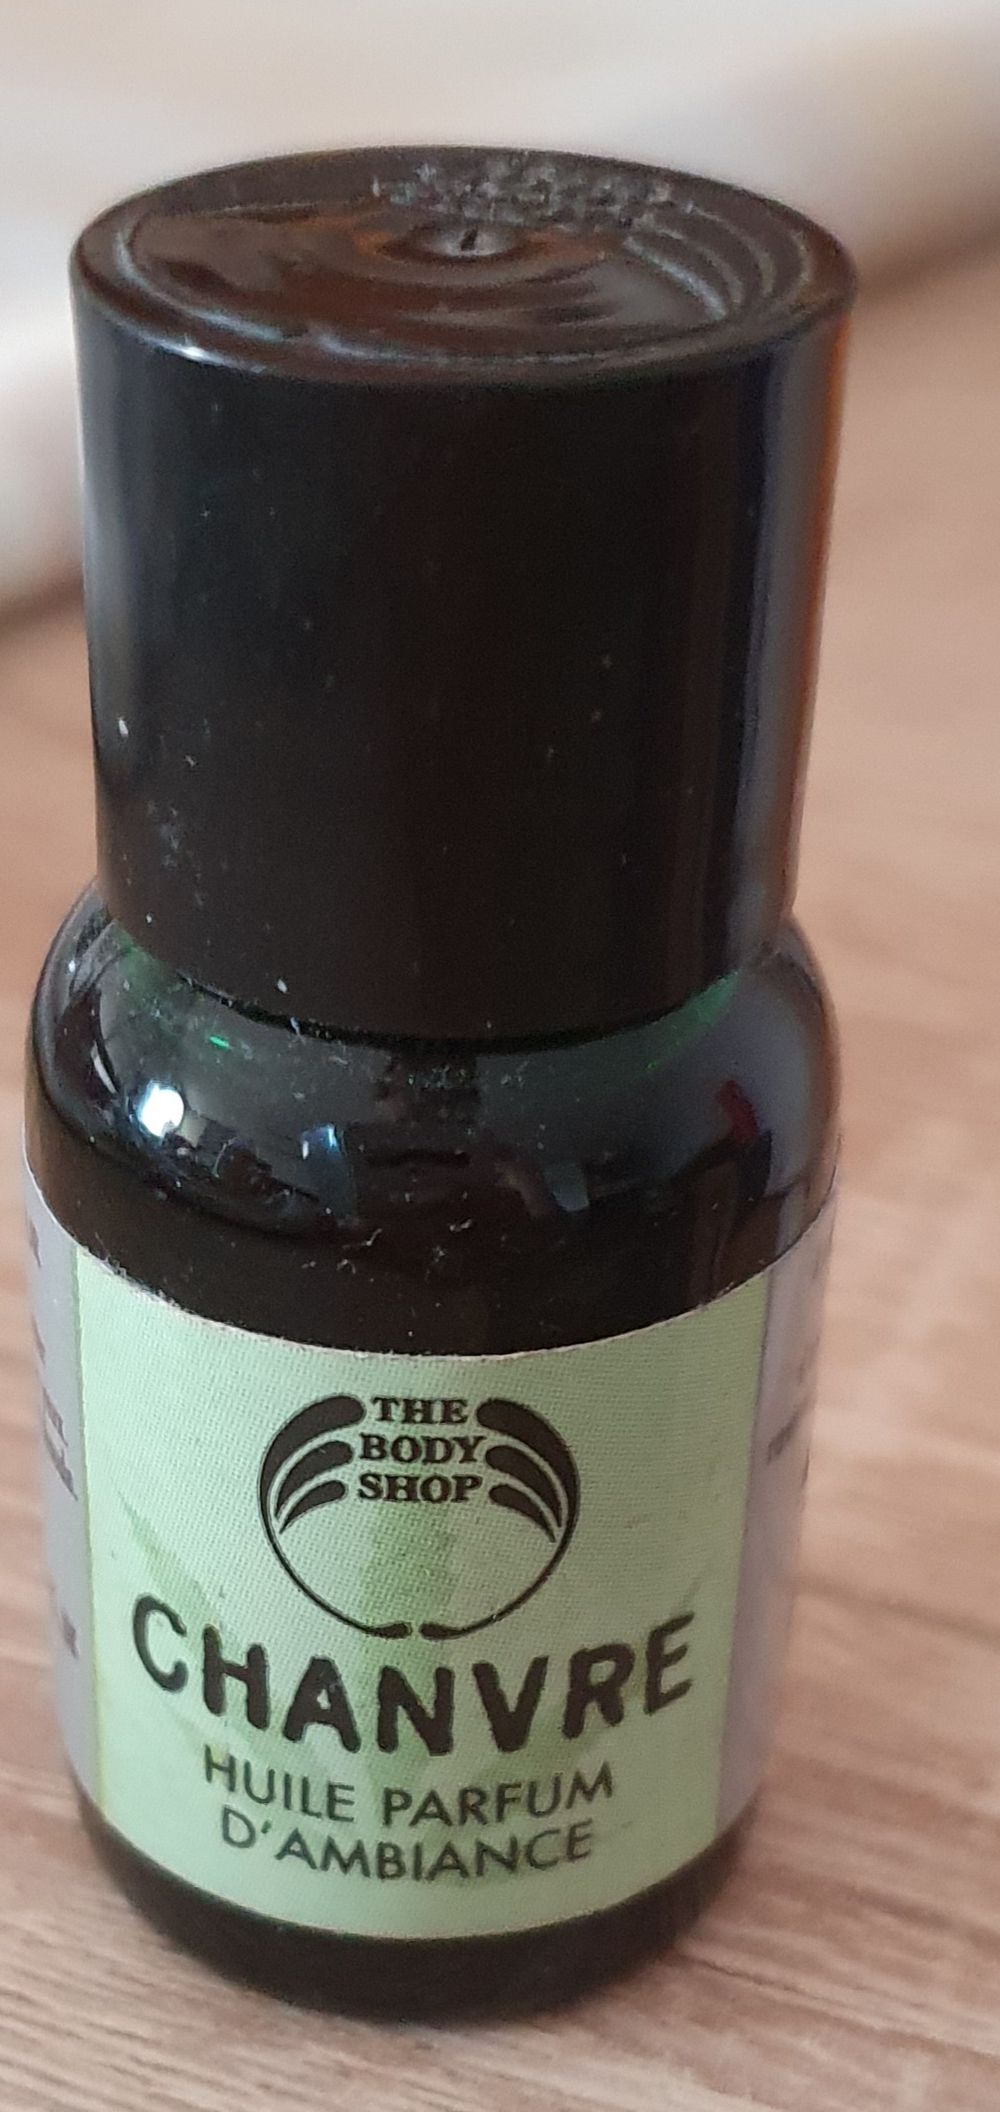 THE
BODY
SHOP
CHANVRE
HUILE PARFUM
D'AMBIANCE